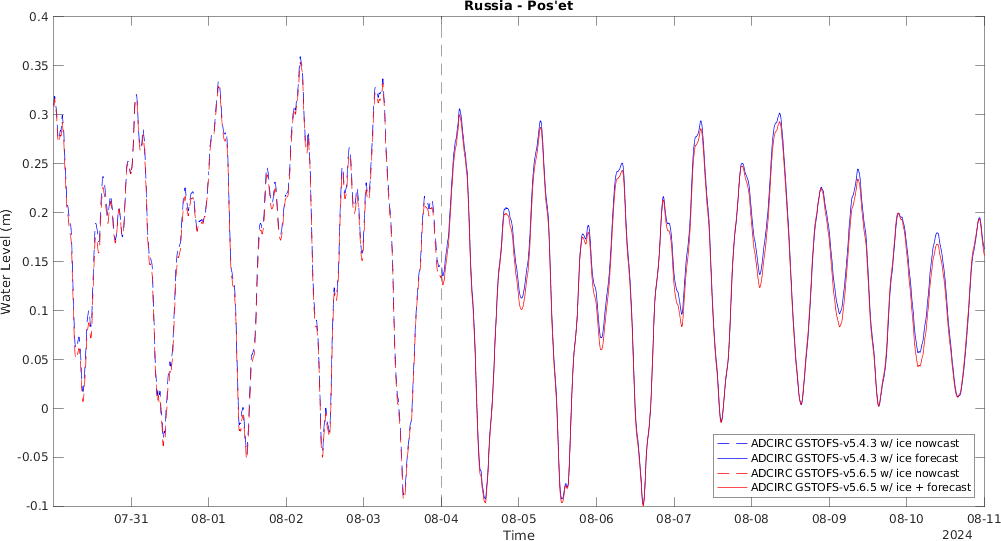 Russia - Pos'et
0.4
0.35
0.3
0.25
0.2
0.15
0.1
0.05
0
-0.05
-0.1
Water Level (m)
ADCIRC GSTOFS-v5.4.3 w/ ice nowcast
ADCIRC GSTOFS-v5.4.3 w/ ice forecast
ADCIRC GSTOFS-v5.6.5 w/ ice nowcast
ADCIRC GSTOFS-v5.6.5 w/ ice + forecast
07-31 08-01 08-02 08-03 08-04 08-05 08-06 08-07 08-08 08-09 08-10 08-11
Time
2024